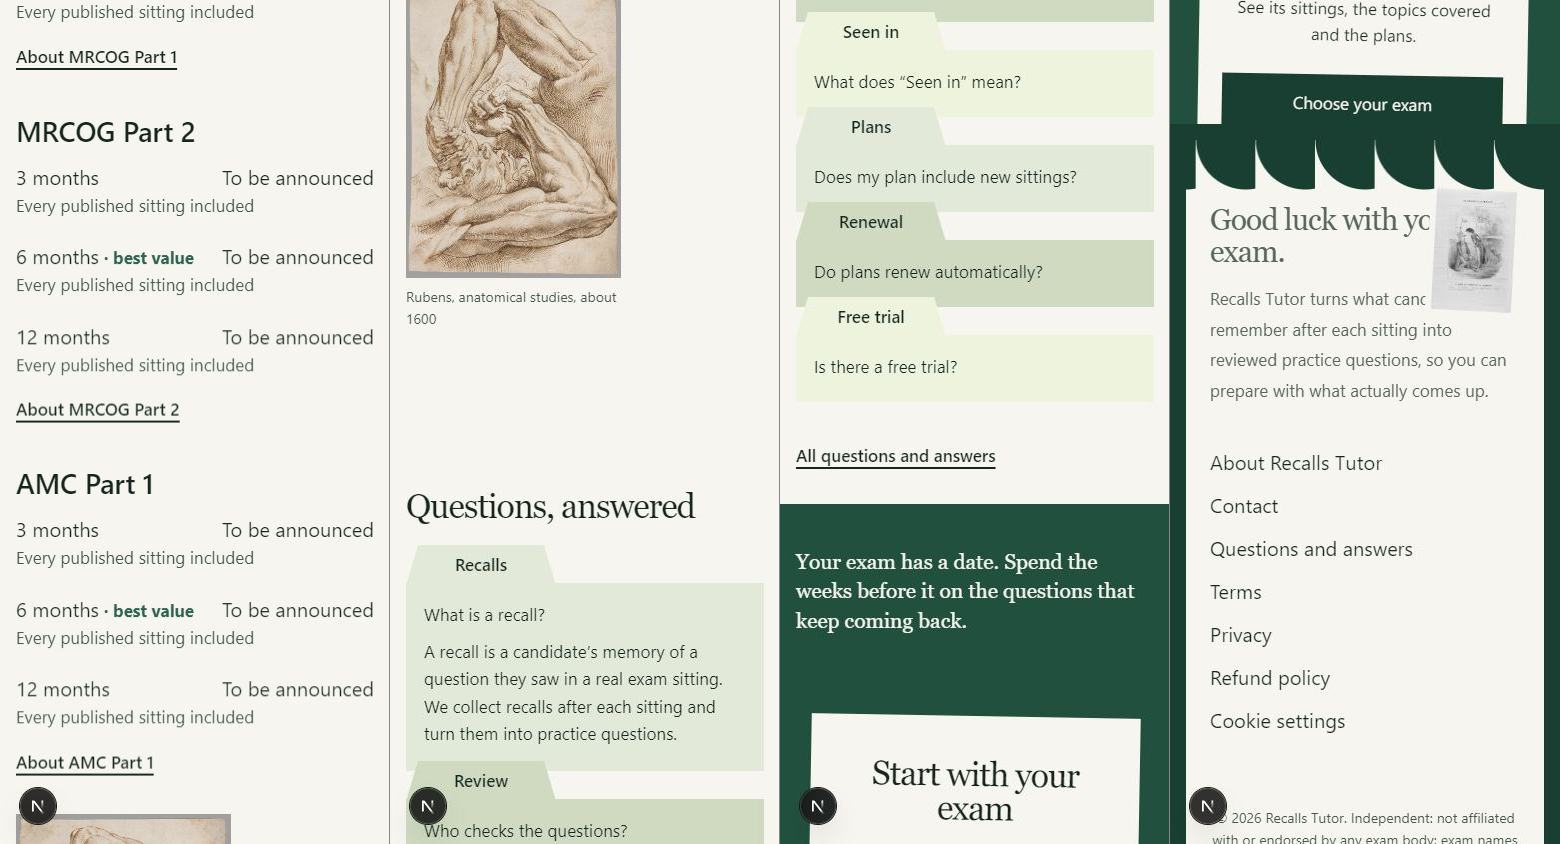 Every published sitting included
About MRCOG Part 1
MRCOG Part 2
3 months To be announced
Every published sitting included
6 months · best value To be announced
Every published sitting included
12 months To be announced
Every published sitting included
About MRCOG Part 2
AMC Part 1
3 months To be announced
Every published sitting included
6 months · best value To be announced
Every published sitting included
12 months To be announced
Every published sitting included
About AMC Part 1
N
Rubens, anatomical studies, about
1600
Questions, answered
Recalls
What is a recall?
A recall is a candidate's memory of a
question they saw in a real exam sitting.
We collect recalls after each sitting and
turn them into practice questions.
Review
Who checks the questions?
N
Seen in
What does “Seen in” mean?
Plans
Does my plan include new sittings?
Renewal
Do plans renew automatically?
Free trial
Is there a free trial?
All questions and answers
Your exam has a date. Spend the
weeks before it on the questions that
keep coming back.
Start with your
exam
N
See its sittings, the topics covered
and the plans.
Choose your exam
Good luck with yo
exam.
Recalls Tutor turns what canc
remember after each sitting into
reviewed practice questions, so you can
prepare with what actually comes up.
About Recalls Tutor
Contact
Questions and answers
Terms
Privacy
Refund policy
Cookie settings
N
© 2026 Recalls Tutor. Independent: not affiliated
with or endorsed by any exam body; exam names